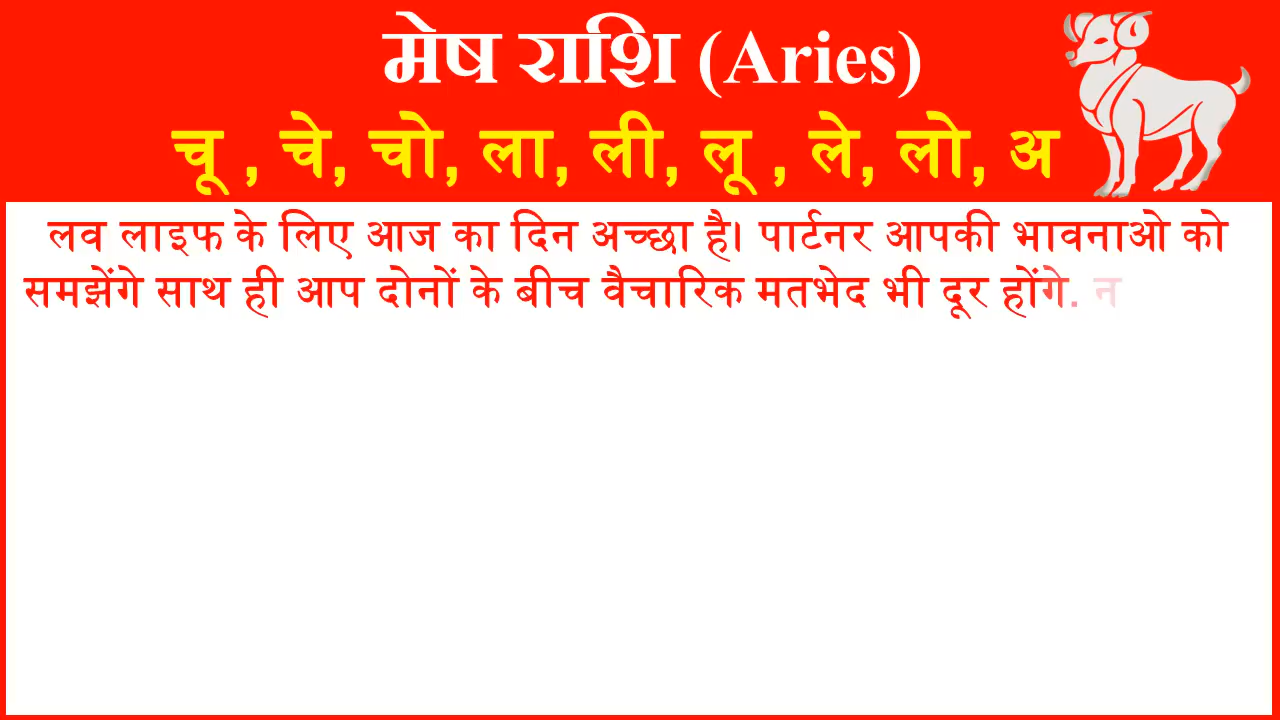 मेष राशि (Aries)
चू , चे, चो, ला, ली, लू , ले, लो, अ
लव लाइफ के लिए आज का दिन अच्छा है। पार्टनर आपकी भावनाओ को
समझेंगे साथ ही आप दोनों के बीच वैचारिक मतभेद भी दूर होंगे. न